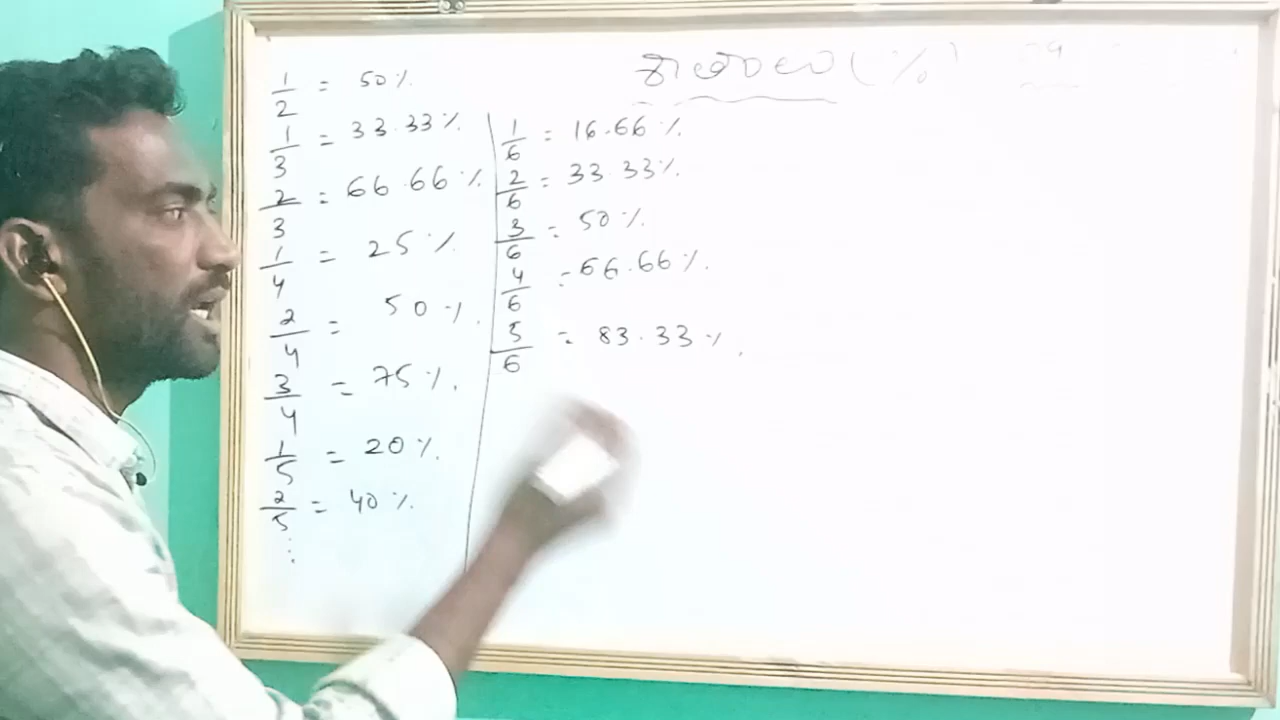 (%)
1/2 = 50%
1/3 = 33.33%
2/3 = 66.66%
1/4 = 25%
2/4 = 50%
3/4 = 75%
1/5 = 20%
2/5 = 40%
⋮
1/6 = 16.66%
2/6 = 33.33%
3/6 = 50%
4/6 = 66.66%
5/6 = 83.33%